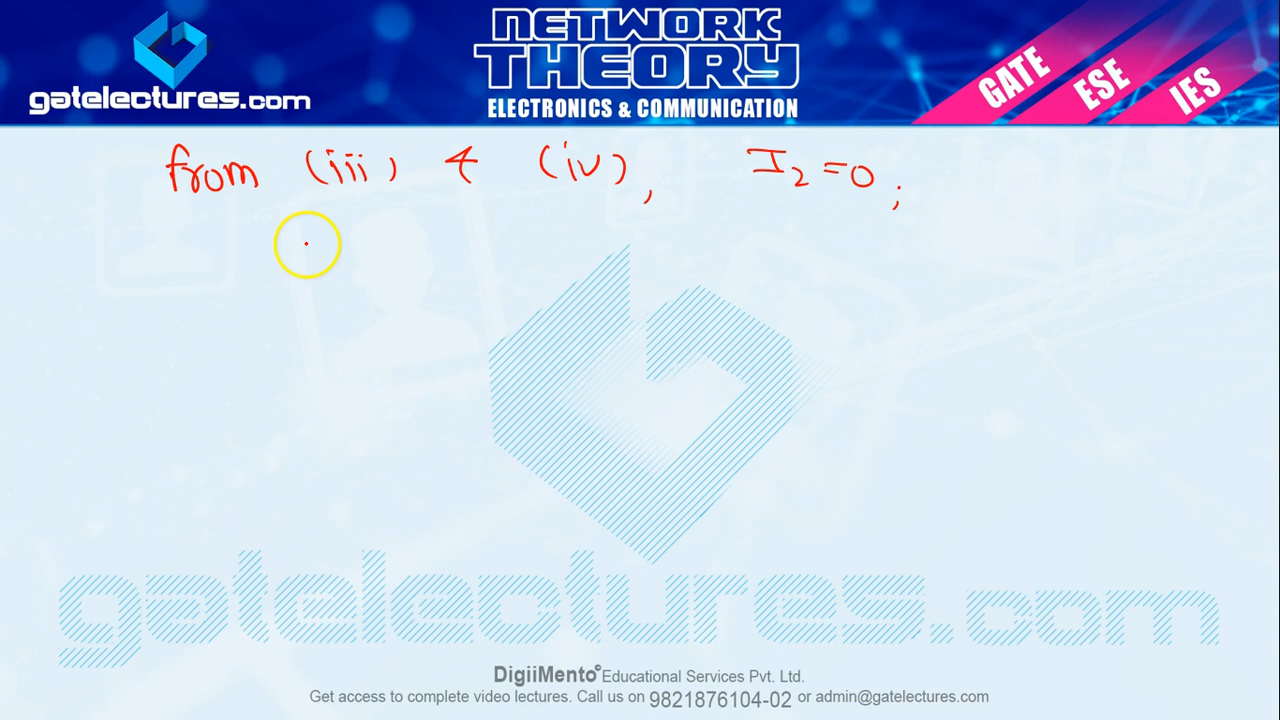 gatelectures.com
NETWORK
THEORY
ELECTRONICS & COMMUNICATION
GATE
ESE
IES
from (iii) & (iv), I₂=0;
gatelectures.com
DigiiMento© Educational Services Pvt. Ltd.
Get access to complete video lectures. Call us on 9821876104-02 or admin@gatelectures.com